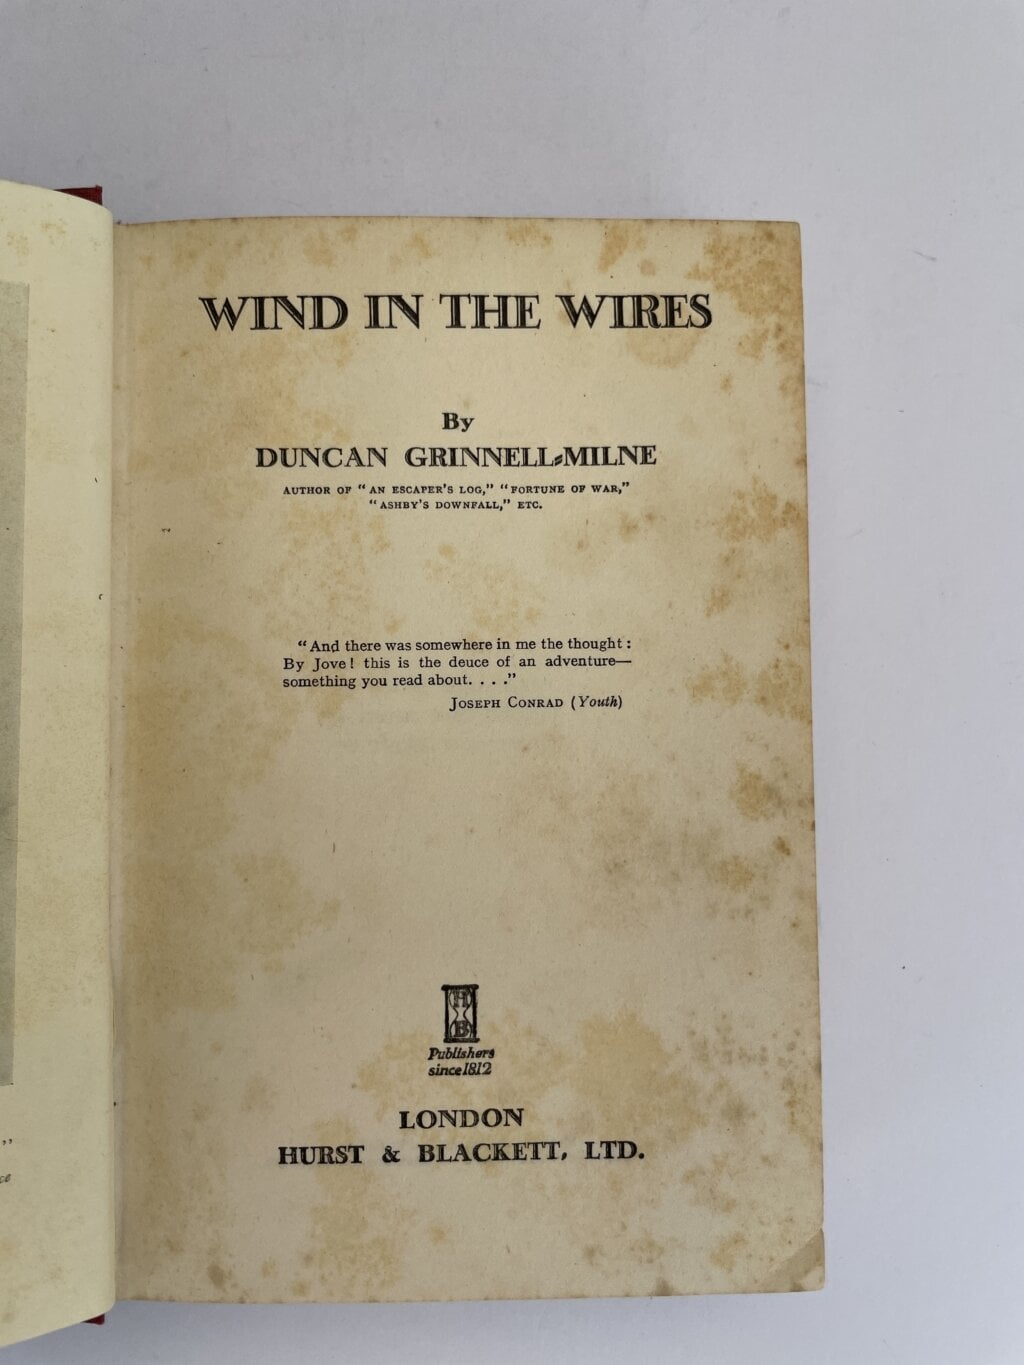 WIND IN THE WIRES
By
DUNCAN GRINNELL-MILNE
AUTHOR OF “AN ESCAPER'S LOG,” “FORTUNE OF WAR,”
“ASHBY'S DOWNFALL,” ETC.
“And there was somewhere in me the thought :
By Jove! this is the deuce of an adventure—
something you read about. . . .”
JOSEPH CONRAD (Youth)
H
B
Publishers
since 1812
LONDON
HURST & BLACKETT, LTD.